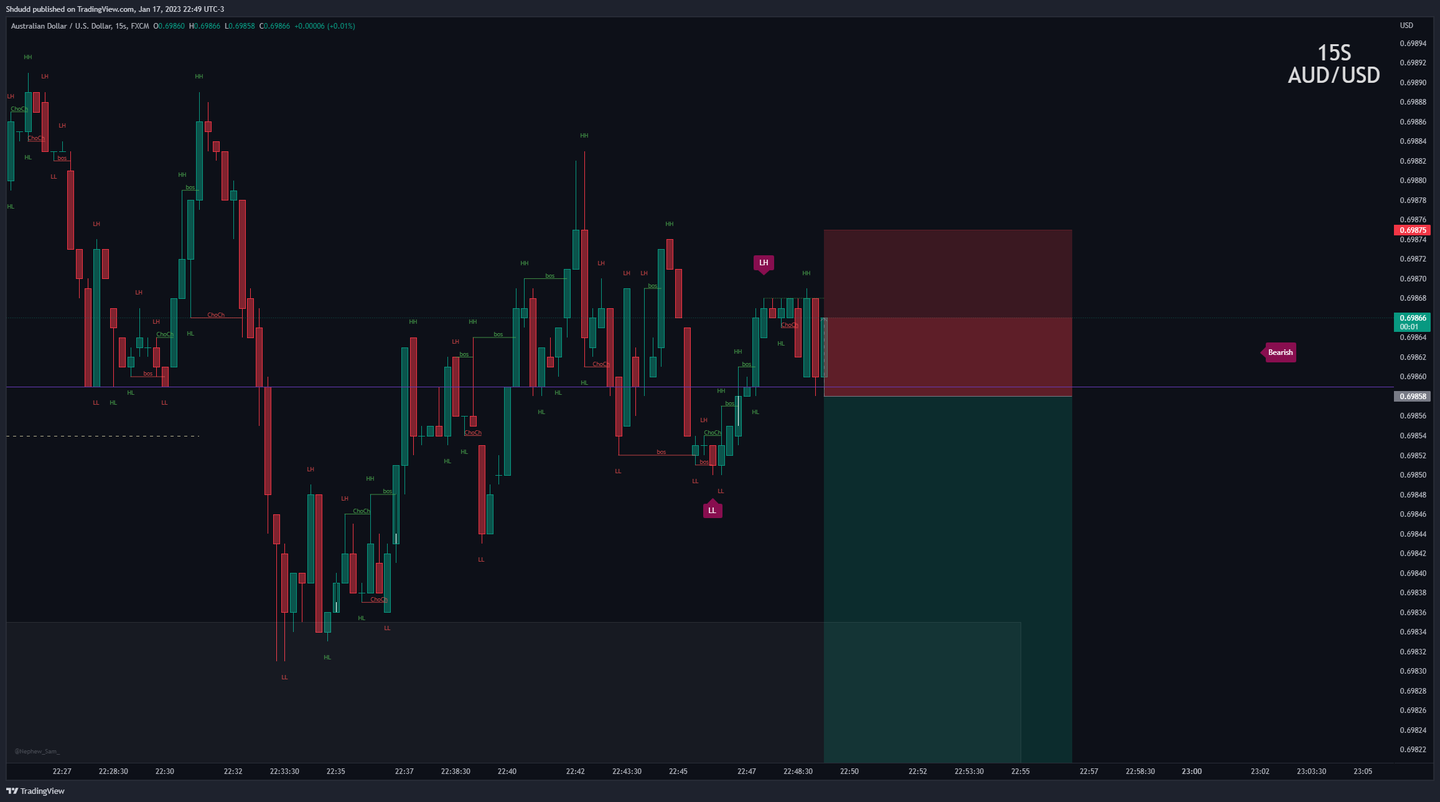 Shdudd published on TradingView.com, Jan 17, 2023 22:49 UTC-3
Australian Dollar / U.S. Dollar, 15s, FXCM O0.69860 H0.69866 L0.69858 C0.69866 +0.00006 (+0.01%)
USD
15S
AUD/USD
0.69894
0.69892
0.69890
0.69888
0.69886
0.69884
0.69882
0.69880
0.69878
0.69876
0.69875
0.69874
0.69872
0.69870
0.69868
0.69866
00:01
0.69864
0.69862
0.69860
0.69858
0.69856
0.69854
0.69852
0.69850
0.69848
0.69846
0.69844
0.69842
0.69840
0.69838
0.69836
0.69834
0.69832
0.69830
0.69828
0.69826
0.69824
0.69822
HH
LH
LH
ChoCh
ChoCh
LH
bos
HL
LL
HL
LH
LL
HL
LH
LH
ChoCh
bos
HL
LL
HH
HH
bos
ChoCh
HL
LH
LL
HL
LH
ChoCh
HH
bos
ChoCh
HL
LL
HH
LH
bos
HH
bos
ChoCh
HL
HL
LL
HH
bos
HL
HL
HH
LH
ChoCh
HL
LH
LH
bos
HH
LL
bos
LL
LH
ChoCh
bos
LL
LL
HH
bos
HH
bos
HL
LH
HH
ChoCh
HL
Bearish
@Nephew_Sam_
22:27 22:28:30 22:30 22:32 22:33:30 22:35 22:37 22:38:30 22:40 22:42 22:43:30 22:45 22:47 22:48:30 22:50 22:52 22:53:30 22:55 22:57 22:58:30 23:00 23:02 23:03:30 23:05
TradingView